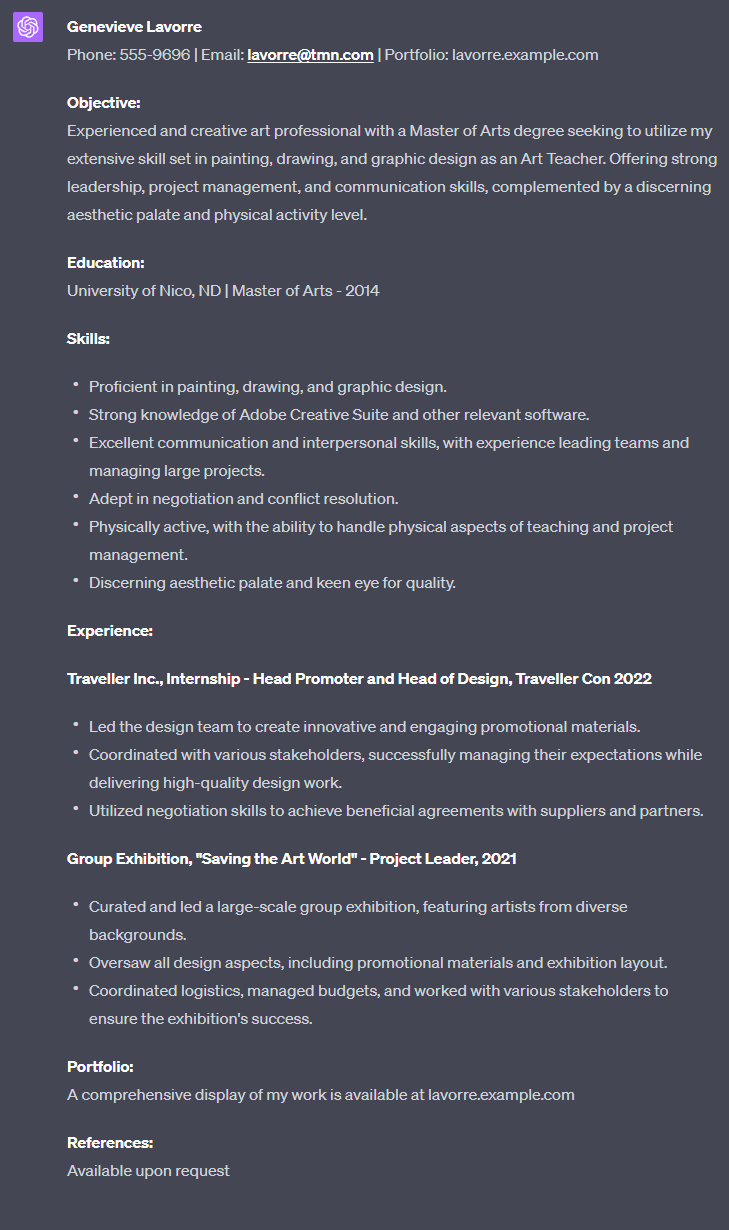 Genevieve Lavorre
Phone: 555-9696 | Email: lavorre@tmn.com | Portfolio: lavorre.example.com
Objective:
Experienced and creative art professional with a Master of Arts degree seeking to utilize my
extensive skill set in painting, drawing, and graphic design as an Art Teacher. Offering strong
leadership, project management, and communication skills, complemented by a discerning
aesthetic palate and physical activity level.
Education:
University of Nico, ND | Master of Arts - 2014
Skills:
• Proficient in painting, drawing, and graphic design.
• Strong knowledge of Adobe Creative Suite and other relevant software.
• Excellent communication and interpersonal skills, with experience leading teams and
managing large projects.
• Adept in negotiation and conflict resolution.
• Physically active, with the ability to handle physical aspects of teaching and project
management.
• Discerning aesthetic palate and keen eye for quality.
Experience:
Traveller Inc., Internship - Head Promoter and Head of Design, Traveller Con 2022
• Led the design team to create innovative and engaging promotional materials.
• Coordinated with various stakeholders, successfully managing their expectations while
delivering high-quality design work.
• Utilized negotiation skills to achieve beneficial agreements with suppliers and partners.
Group Exhibition, "Saving the Art World" - Project Leader, 2021
• Curated and led a large-scale group exhibition, featuring artists from diverse
backgrounds.
• Oversaw all design aspects, including promotional materials and exhibition layout.
• Coordinated logistics, managed budgets, and worked with various stakeholders to
ensure the exhibition's success.
Portfolio:
A comprehensive display of my work is available at lavorre.example.com
References:
Available upon request